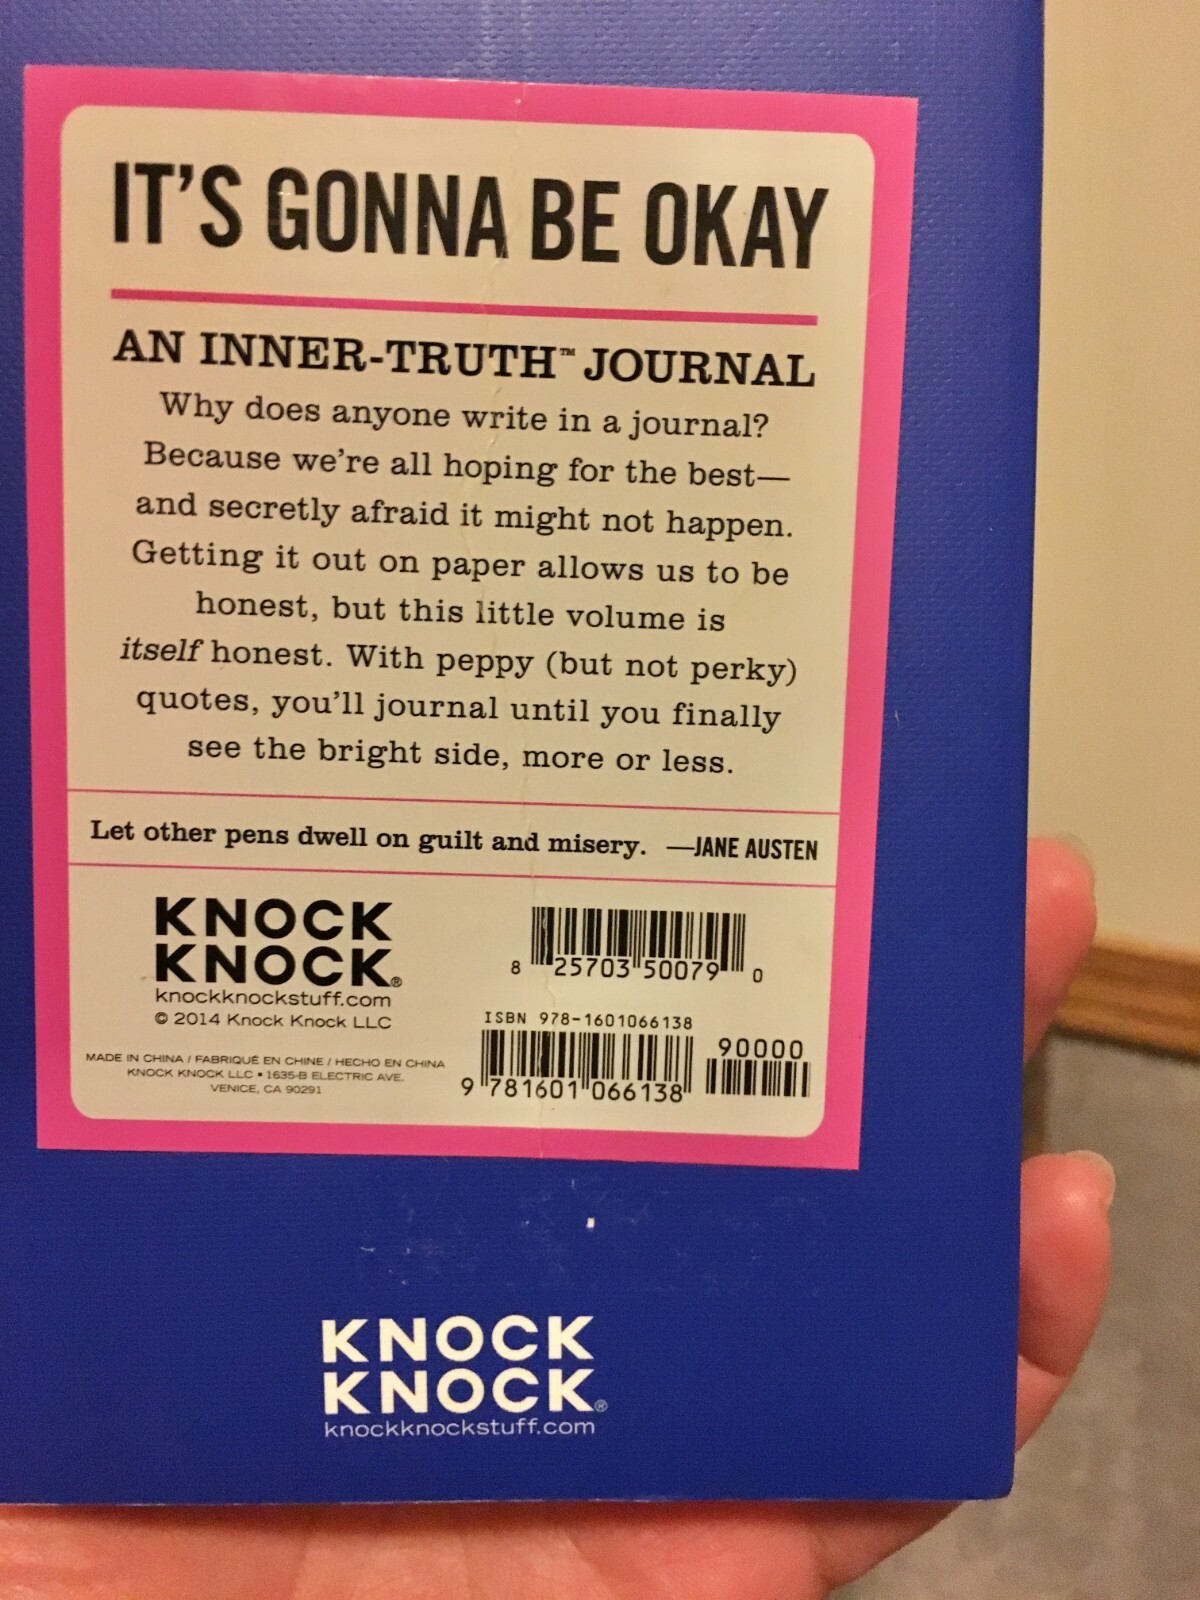 IT'S GONNA BE OKAY
AN INNER-TRUTH™ JOURNAL
Why does anyone write in a journal?
Because we're all hoping for the best—
and secretly afraid it might not happen.
Getting it out on paper allows us to be
honest, but this little volume is
itself honest. With peppy (but not perky)
quotes, you'll journal until you finally
see the bright side, more or less.
Let other pens dwell on guilt and misery. —JANE AUSTEN
KNOCK
KNOCK®
knockknockstuff.com
© 2014 Knock Knock LLC
MADE IN CHINA / FABRIQUÉ EN CHINE / HECHO EN CHINA
KNOCK KNOCK LLC • 1635-B ELECTRIC AVE.
VENICE, CA 90291
8 25703 50079 0
ISBN 978-1601066138
90000
9 781601 066138
KNOCK
KNOCK®
knockknockstuff.com